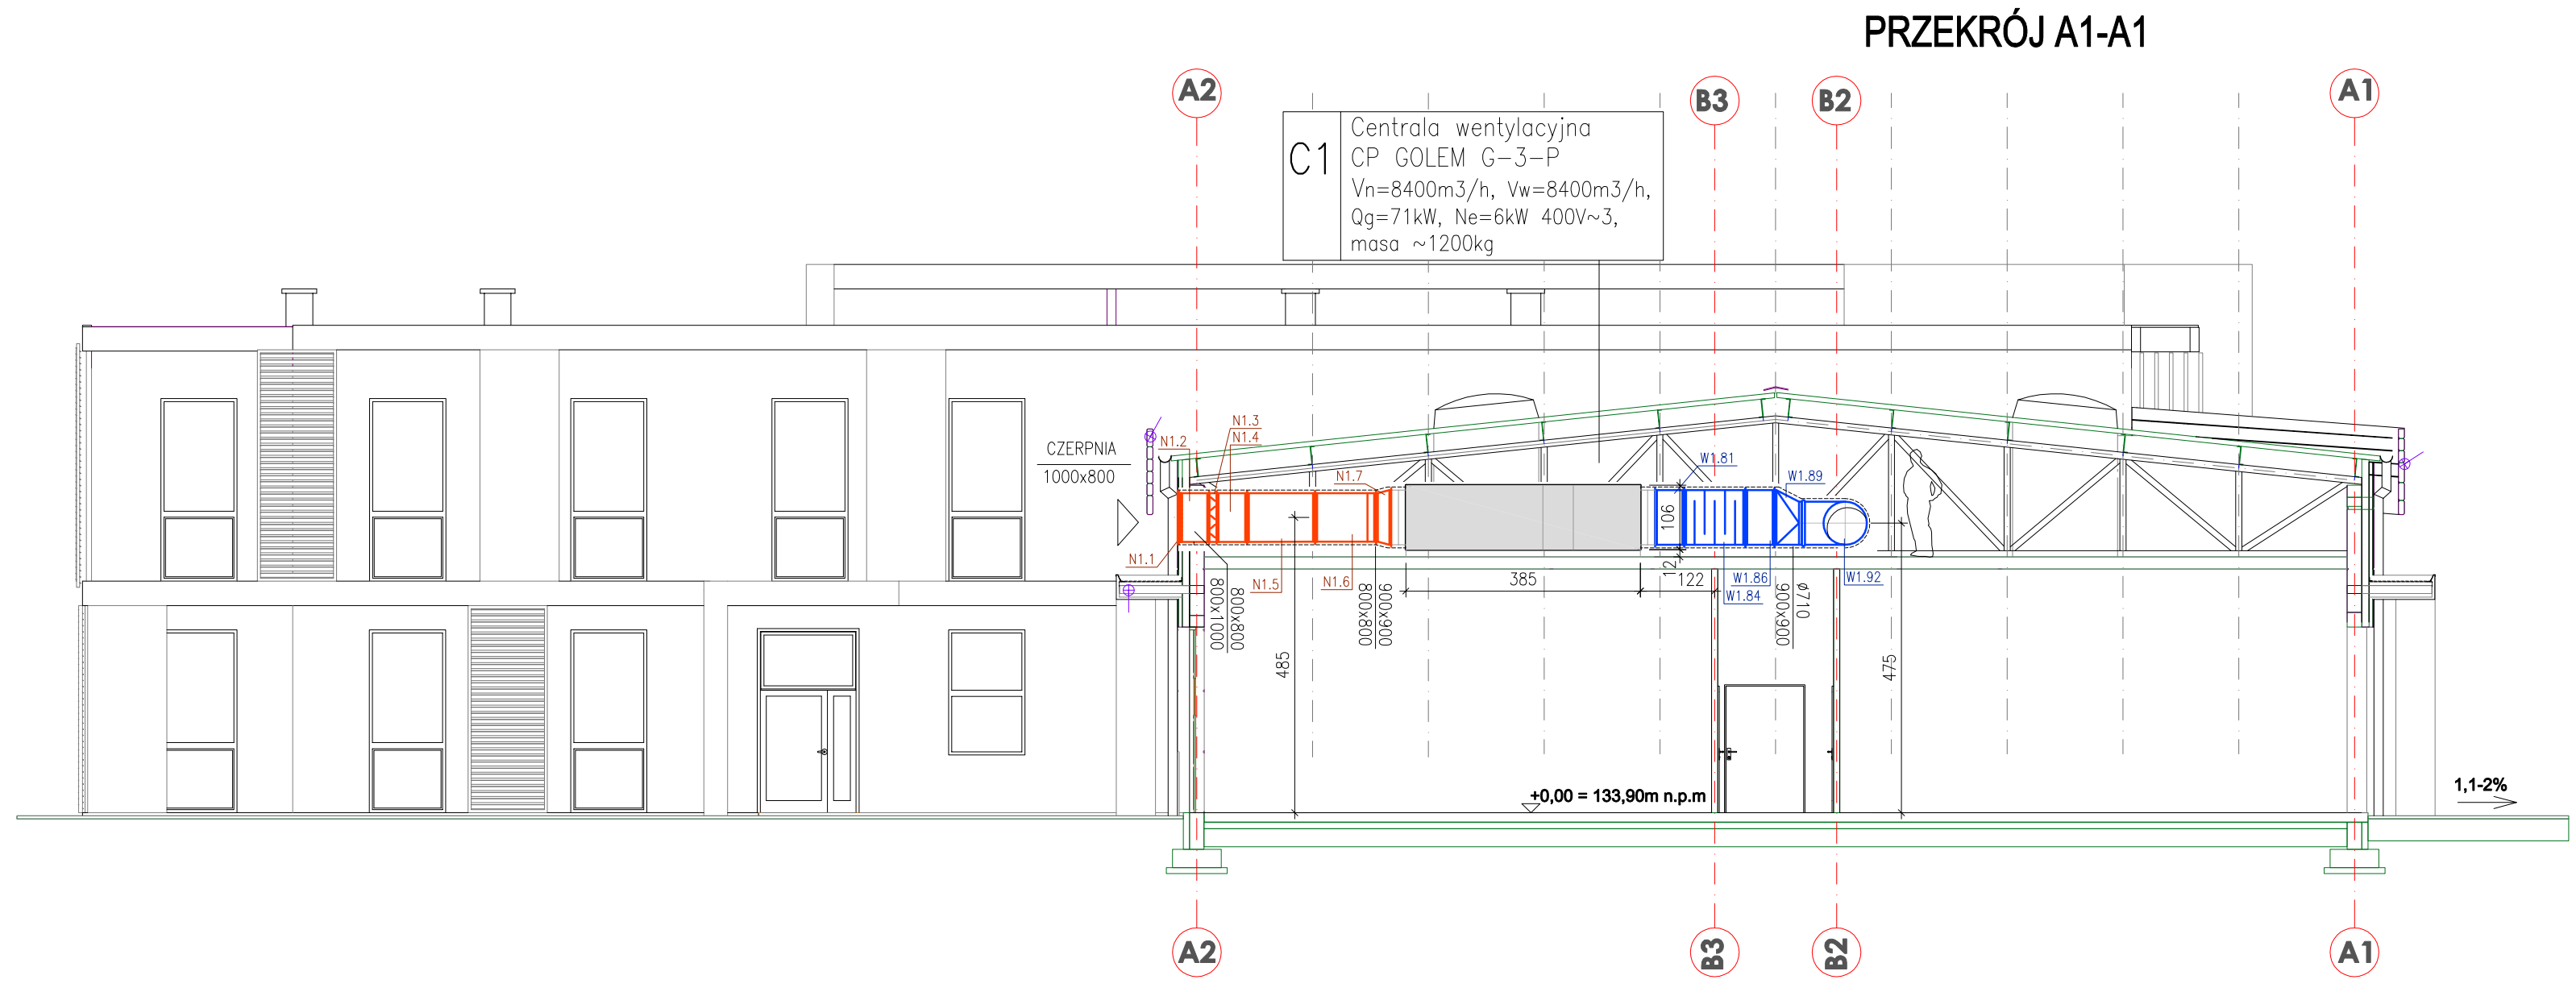 PRZEKRÓJ A1-A1
A2
B3
B2
A1
C1
Centrala wentylacyjna
CP GOLEM G-3-P
Vn=8400m3/h, Vw=8400m3/h,
Qg=71kW, Ne=6kW 400V~3,
masa ~1200kg
CZERPNIA
1000x800
N1.2
N1.3
N1.4
N1.7
W1.81
W1.89
106
N1.1
N1.5
N1.6
385
12
122
W1.86
W1.84
W1.92
800x800
800x1000
900x900
800x800
ø710
900x900
485
475
+0,00 = 133,90m n.p.m
1,1-2%
A2
B3
B2
A1